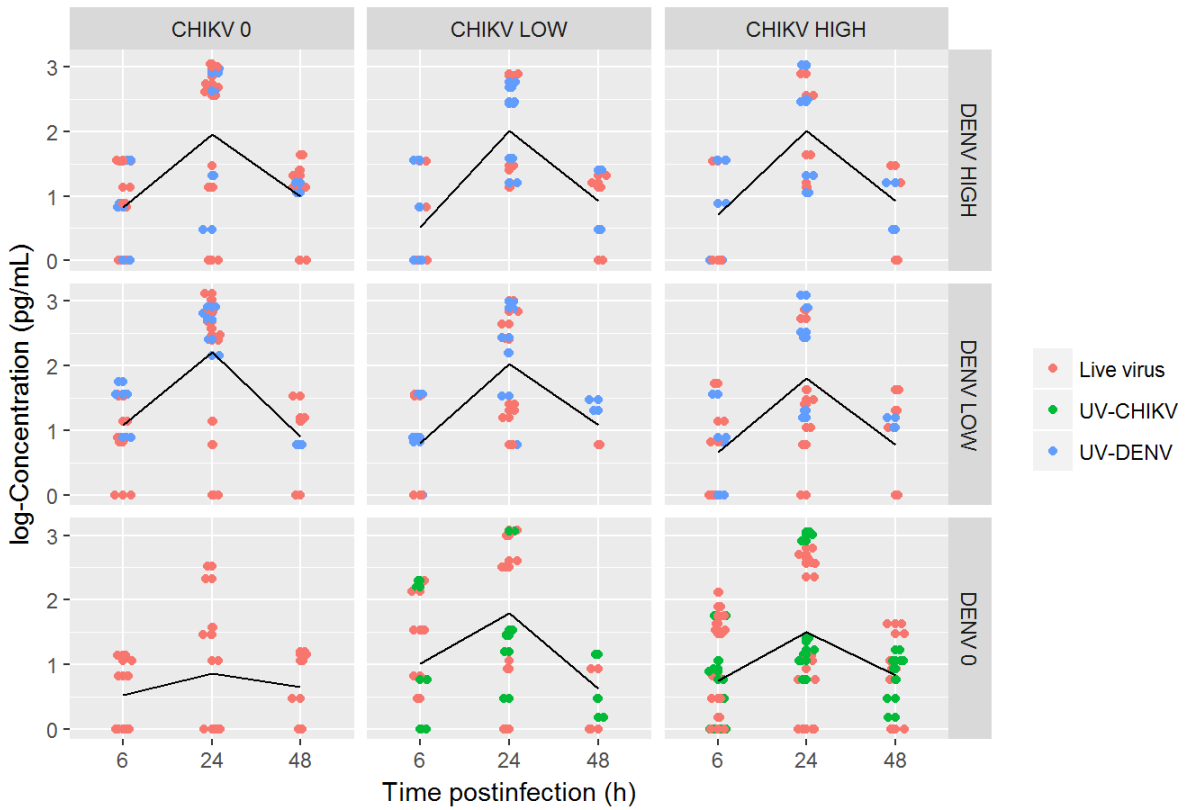 CHIKV 0 CHIKV LOW CHIKV HIGH
3
2
1
0
DENV HIGH
3
2
1
0
DENV LOW
3
2
1
0
DENV 0
6 24 48 6 24 48 6 24 48
Time postinfection (h)
log-Concentration (pg/mL)
Live virus
UV-CHIKV
UV-DENV